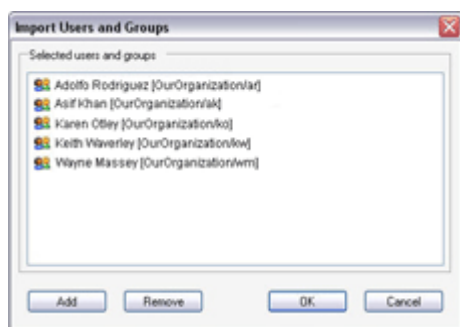 Import Users and Groups
Selected users and groups
Adolfo Rodriguez [OurOrganization/ar]
Asif Khan [OurOrganization/ak]
Karen Otley [OurOrganization/ko]
Keith Waverley [OurOrganization/kw]
Wayne Massey [OurOrganization/wm]
Add
Remove
OK
Cancel